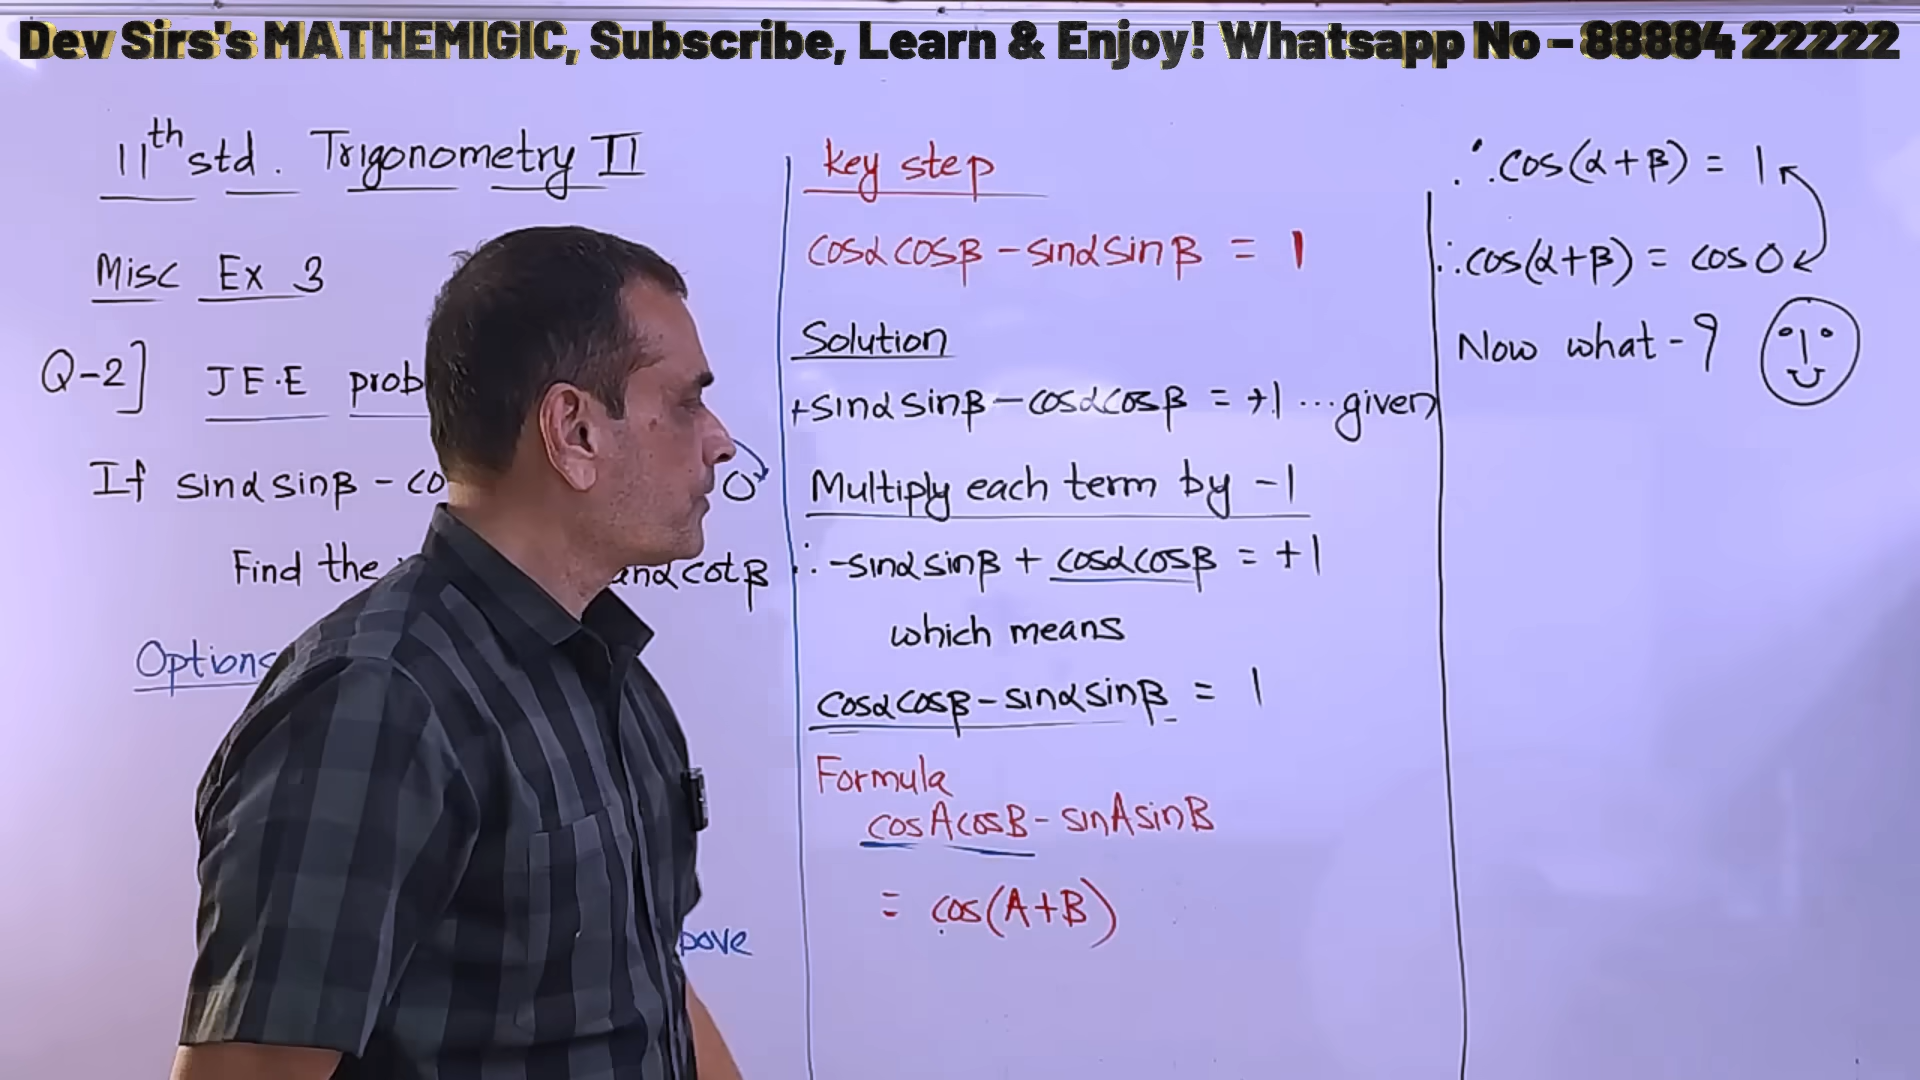 Dev Sirs's MATHEMIGIC, Subscribe, Learn & Enjoy! Whatsapp No - 88884 22222
11th std. Trigonometry II
Misc Ex 3
Q-2] J.E.E prob
If sinα sinβ - co 0
Find the and cotβ
Options
key step
cosα cosβ - sinα sinβ = 1
Solution
+sinα sinβ - cosα cosβ = +1 ... given
Multiply each term by -1
∴ -sinα sinβ + cosα cosβ = +1
which means
cosα cosβ - sinα sinβ = 1
Formula
cosA cosB - sinA sinB
= cos(A+B)
∴ cos(α+β) = 1
∴ cos(α+β) = cos 0
Now what - ?